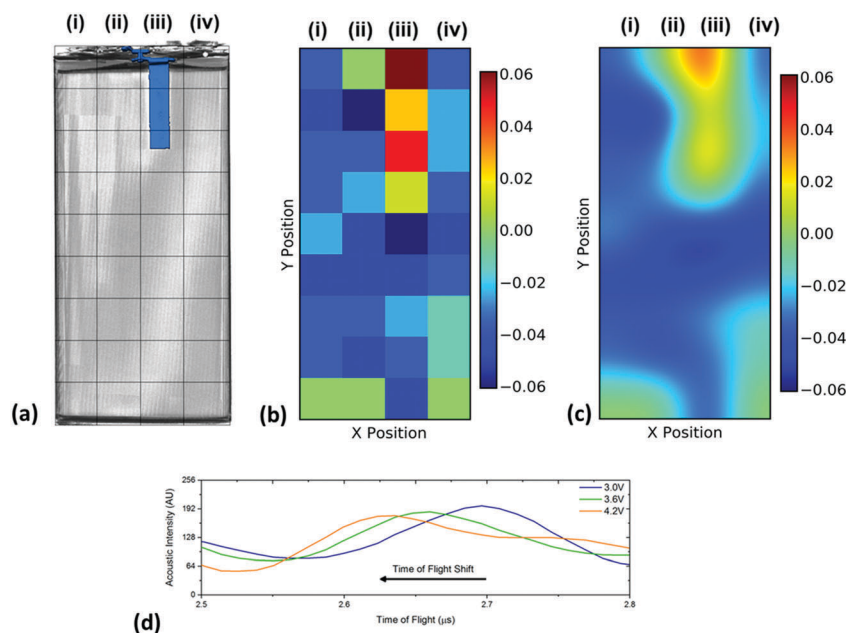 (i) (ii) (iii) (iv)
(a)
(i) (ii) (iii) (iv)
Y Position
X Position
0.06
0.04
0.02
0.00
−0.02
−0.04
−0.06
(b)
(i) (ii) (iii) (iv)
Y Position
X Position
0.06
0.04
0.02
0.00
−0.02
−0.04
−0.06
(c)
Acoustic Intensity (AU)
256
192
128
64
0
3.0V
3.6V
4.2V
Time of Flight Shift
2.5 2.6 2.7 2.8
Time of Flight (μs)
(d)